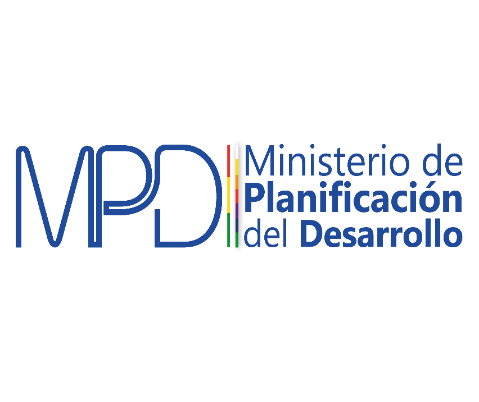 MPD
Ministerio de
Planificación
del Desarrollo